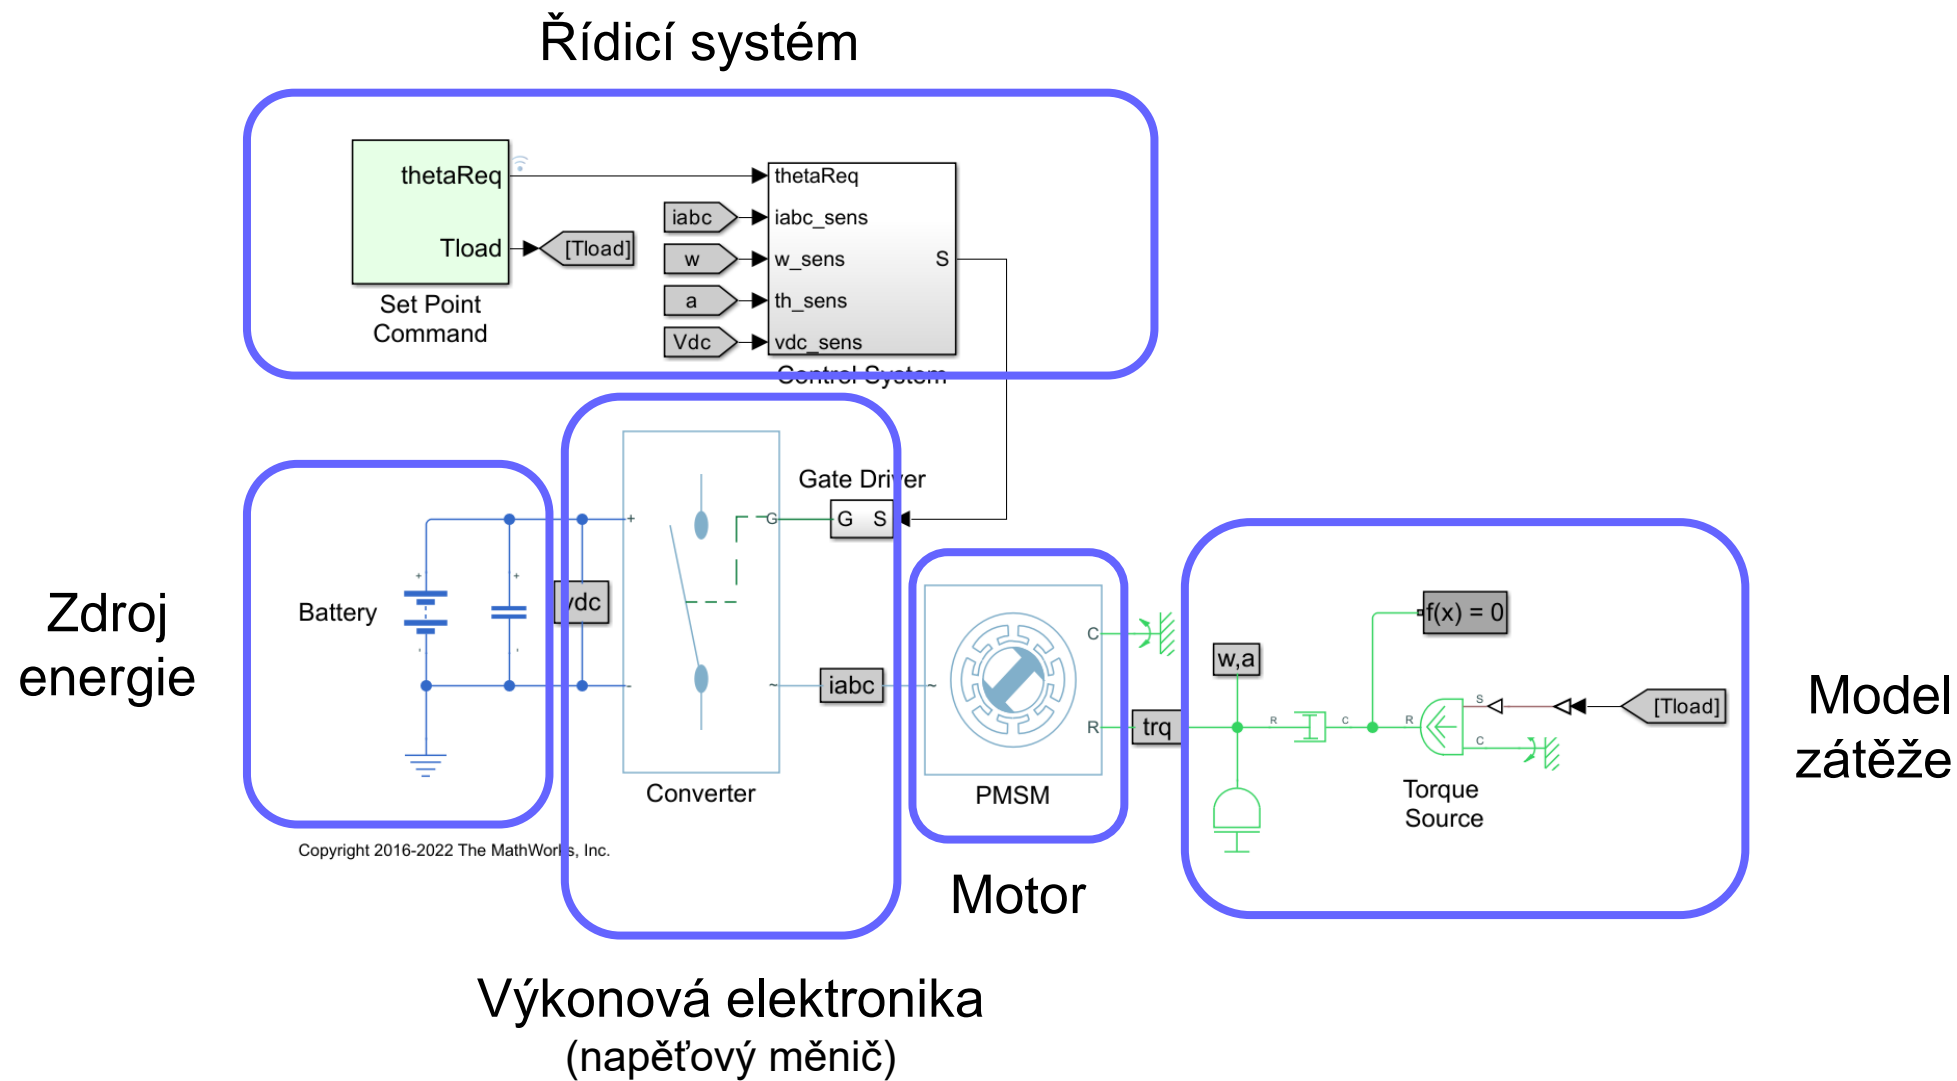 Řídicí systém
thetaReq
Tload
[Tload]
Set Point
Command
iabc
w
a
Vdc
thetaReq
iabc_sens
w_sens
th_sens
vdc_sens
S
Control System
Gate Driver
G
G S
+
-
~
Zdroj
energie
Battery
+
-
+
-
vdc
Converter
iabc
~
C
R
PMSM
trq
w,a
R
C
f(x) = 0
R
S
C
[Tload]
Torque
Source
Model
zátěže
Copyright 2016-2022 The MathWorks, Inc.
Motor
Výkonová elektronika
(napěťový měnič)